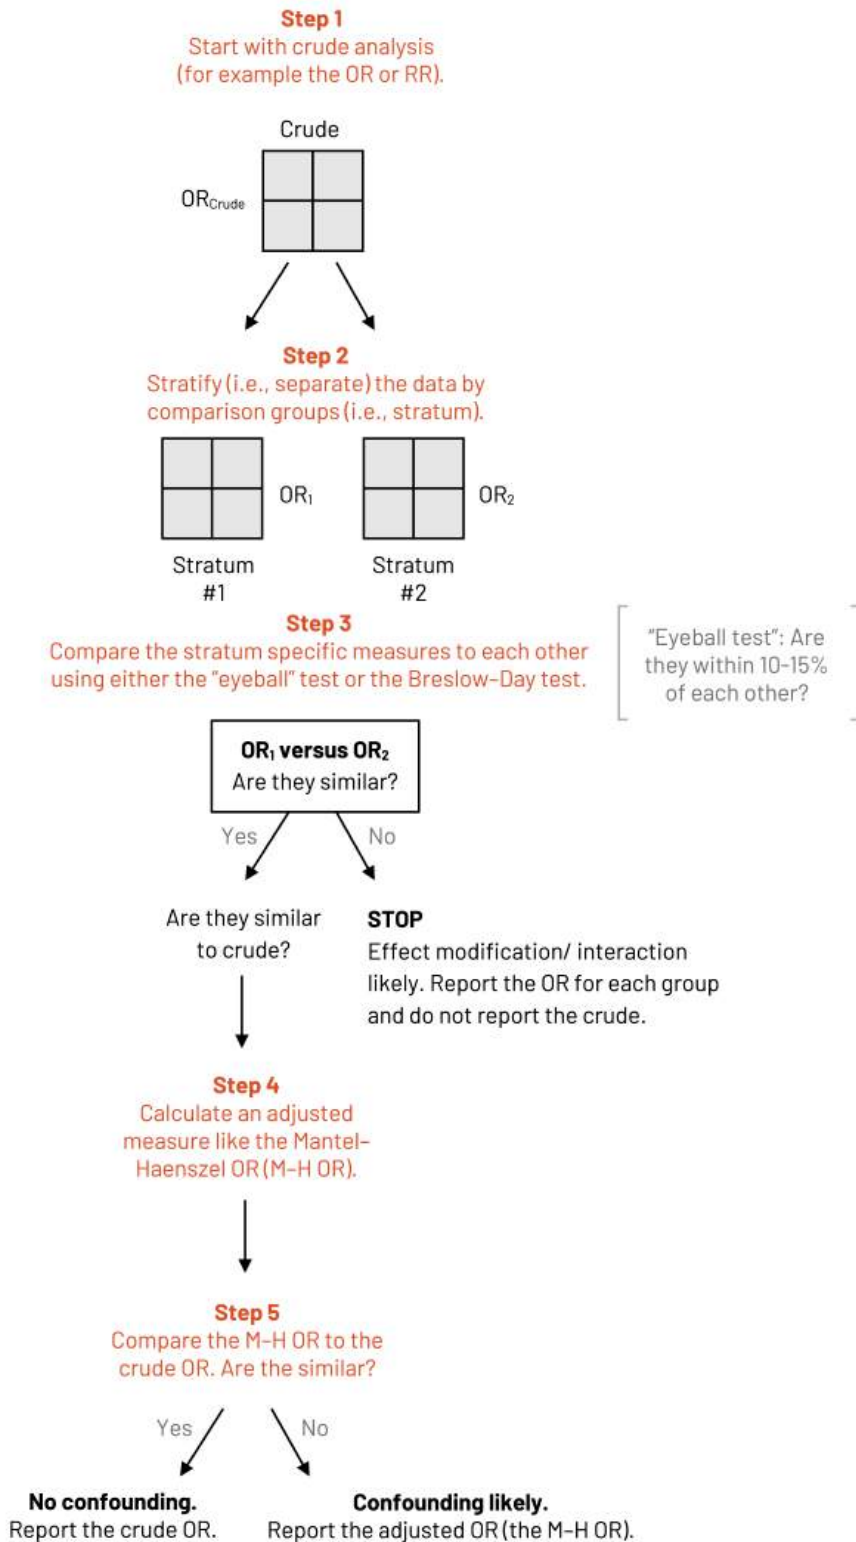 Step 1
Start with crude analysis
(for example the OR or RR).
Crude
OR₍Crude₎
Step 2
Stratify (i.e., separate) the data by
comparison groups (i.e., stratum).
OR₁
OR₂
Stratum
#1
Stratum
#2
Step 3
Compare the stratum specific measures to each other
using either the "eyeball" test or the Breslow–Day test.
"Eyeball test": Are
they within 10-15%
of each other?
OR₁ versus OR₂
Are they similar?
Yes
No
Are they similar
to crude?
STOP
Effect modification/ interaction
likely. Report the OR for each group
and do not report the crude.
Step 4
Calculate an adjusted
measure like the Mantel–
Haenszel OR (M–H OR).
Step 5
Compare the M–H OR to the
crude OR. Are the similar?
Yes
No
No confounding.
Report the crude OR.
Confounding likely.
Report the adjusted OR (the M–H OR).